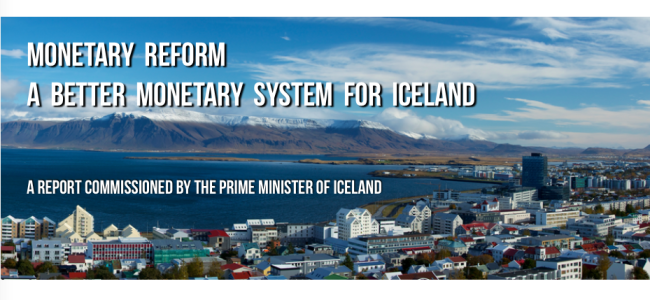 MONETARY REFORM
A BETTER MONETARY SYSTEM FOR ICELAND
A REPORT COMMISSIONED BY THE PRIME MINISTER OF ICELAND